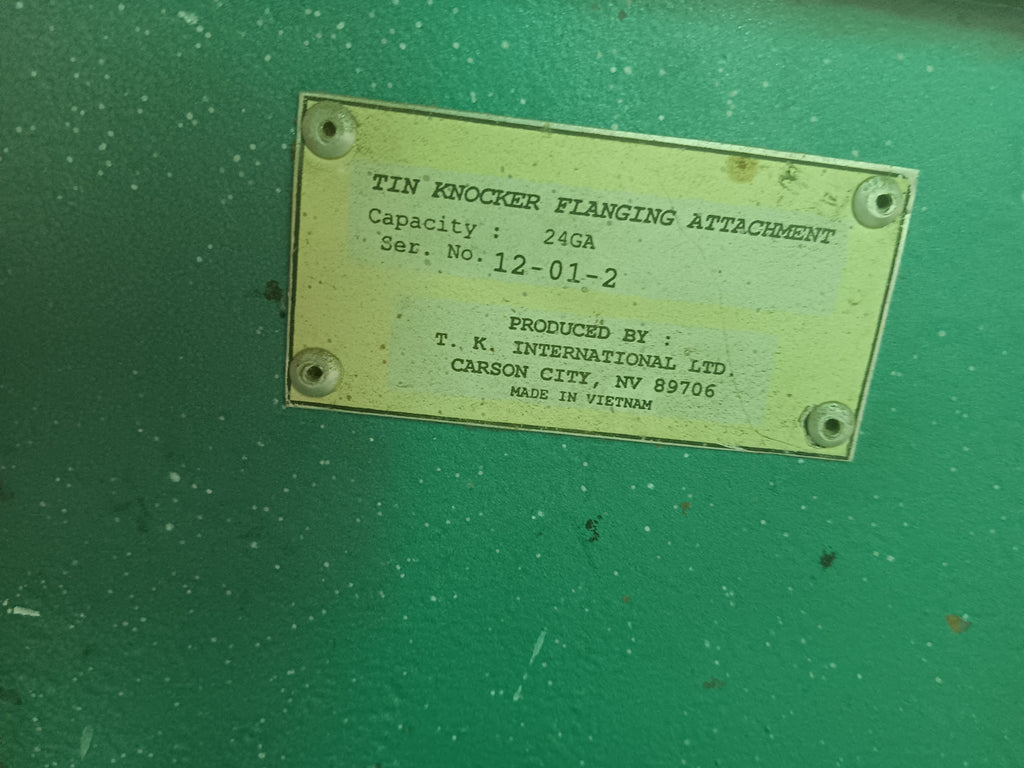 TIN KNOCKER FLANGING ATTACHMENT
Capacity : 24GA
Ser. No. 12-01-2
PRODUCED BY :
T. K. INTERNATIONAL LTD.
CARSON CITY, NV 89706
MADE IN VIETNAM